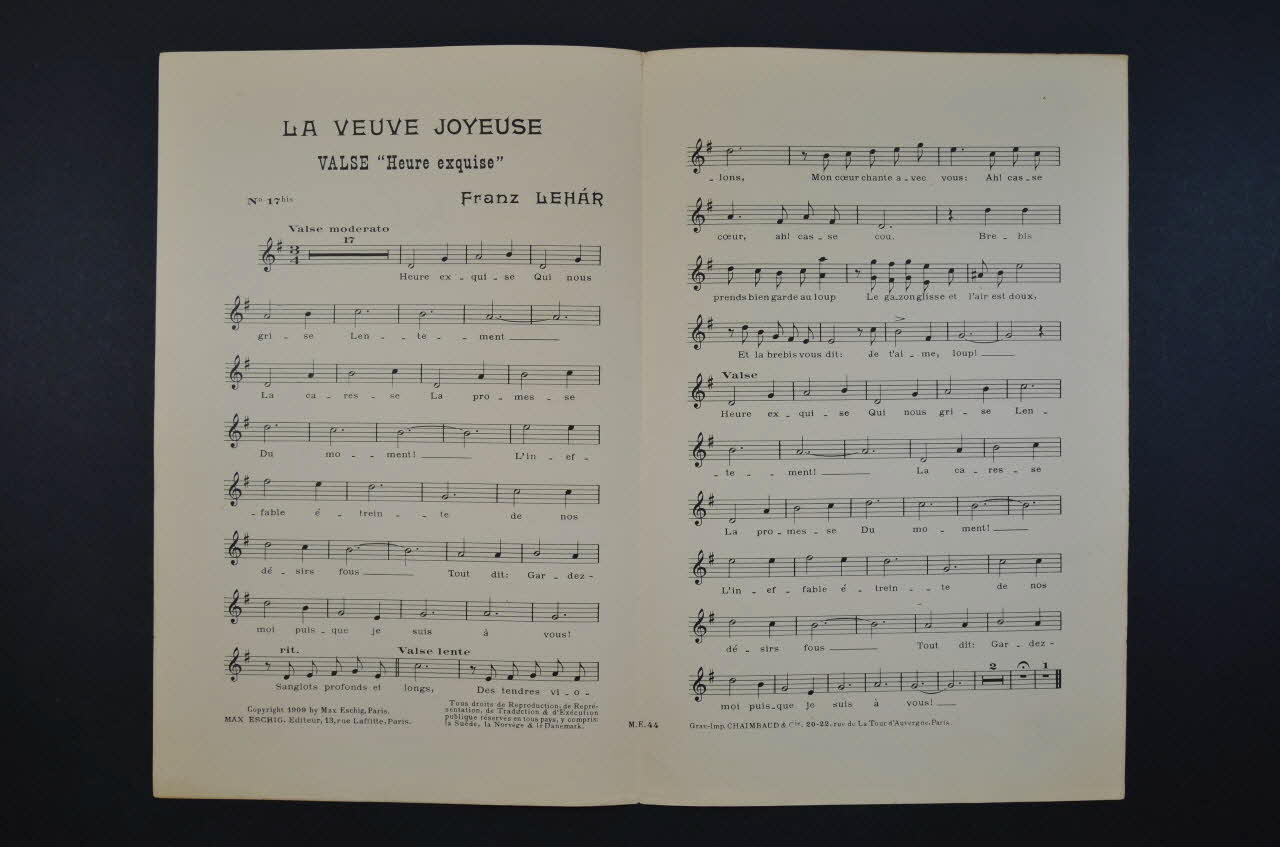 LA VEUVE JOYEUSE
VALSE "Heure exquise"
Nº 17bis
Franz LEHÁR
Valse moderato
17
3
4
Heure ex - qui - se Qui nous
gri - se Len - te - ment
La ca - res - se La pro - mes - se
Du mo - ment! L'in - ef -
- fable é - trein - te de nos
dé - sirs fous Tout dit: Gar - dez -
moi puis - que je suis à vous!
rit. Valse lente
Sanglots profonds et longs, Des tendres vi - o -
Copyright 1909 by Max Eschig, Paris.
MAX ESCHIG, Editeur, 13, rue Laffitte, Paris.
Tous droits de Reproduction, de Repré-
sentation, de Traduction & d'Exécution
publique réservés en tous pays, y compris:
la Suède, la Norvège & le Danemark.
M.E. 44
- lons, Mon cœur chante a - vec vous: Ah! cas - se
cœur, ah! cas - se cou. Bre - bis
prends bien garde au loup Le ga - zon glisse et l'air est doux,
Et la brebis vous dit: Je t'ai - me, loup!
Valse
Heure ex - qui - se Qui nous gri - se Len -
- te - ment! La ca - res - se
La pro - mes - se Du mo - ment!
L'in - ef - fable é - trein - te de nos
dé - sirs fous Tout dit: Gar - dez -
2 1
moi puis - que je suis à vous!
Grav-Imp. CHAIMBAUD & Cie. 20-22, rue de La Tour d'Auvergne, Paris.